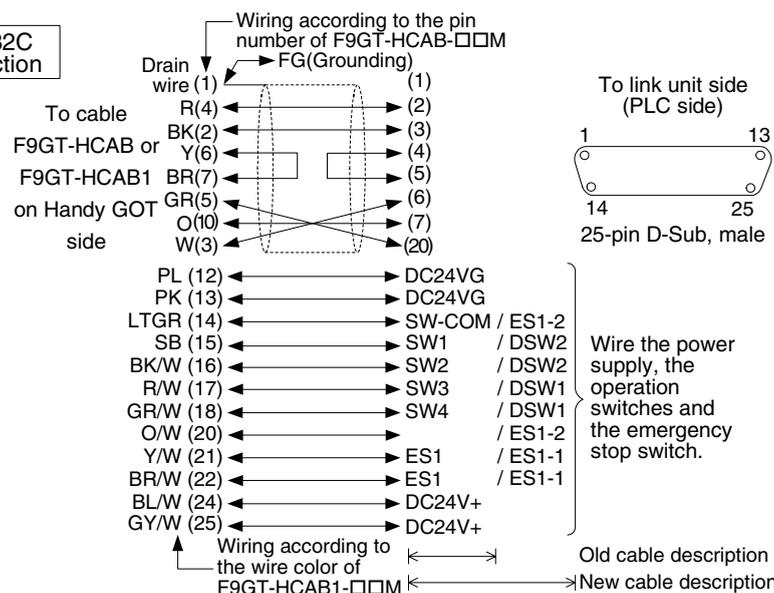 32C
ction
Wiring according to the pin
number of F9GT-HCAB-□□M
FG(Grounding)
Drain
wire (1) (1)
R(4) (2)
BK(2) (3)
Y(6) (4)
BR(7) (5)
GR(5) (6)
O(10) (7)
W(3) (20)
To cable
F9GT-HCAB or
F9GT-HCAB1
on Handy GOT
side
To link unit side
(PLC side)
1 13
14 25
25-pin D-Sub, male
PL (12) DC24VG
PK (13) DC24VG
LTGR (14) SW-COM / ES1-2
SB (15) SW1 / DSW2
BK/W (16) SW2 / DSW2
R/W (17) SW3 / DSW1
GR/W (18) SW4 / DSW1
O/W (20) / ES1-2
Y/W (21) ES1 / ES1-1
BR/W (22) ES1 / ES1-1
BL/W (24) DC24V+
GY/W (25) DC24V+
Wire the power
supply, the
operation
switches and
the emergency
stop switch.
Wiring according to
the wire color of
F9GT-HCAB1-□□M
Old cable description
New cable description